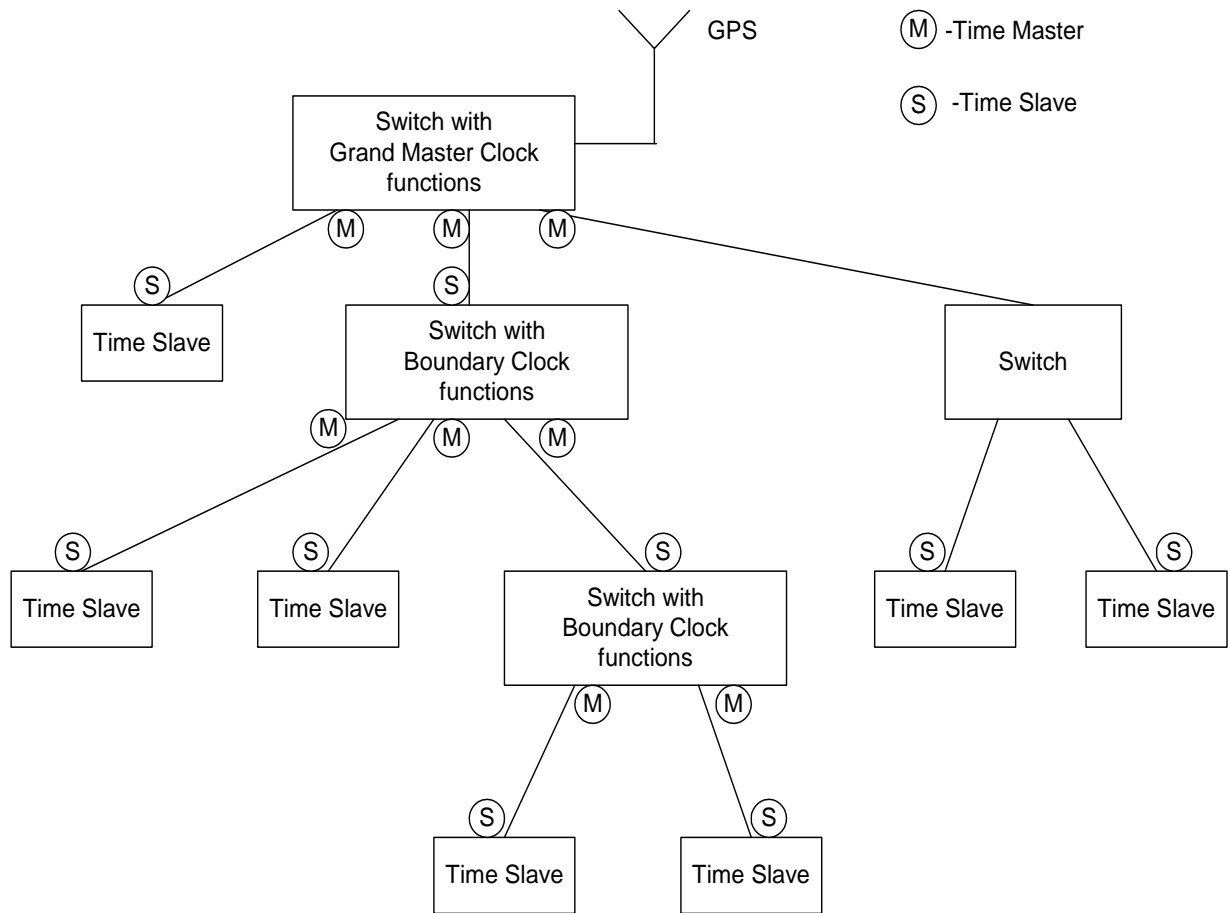 GPS
M -Time Master
S -Time Slave
Switch with
Grand Master Clock
functions
M
M
M
S
Time Slave
S
Switch with
Boundary Clock
functions
Switch
M
M
M
S
Time Slave
S
Time Slave
S
Switch with
Boundary Clock
functions
S
Time Slave
S
Time Slave
M
M
S
Time Slave
S
Time Slave